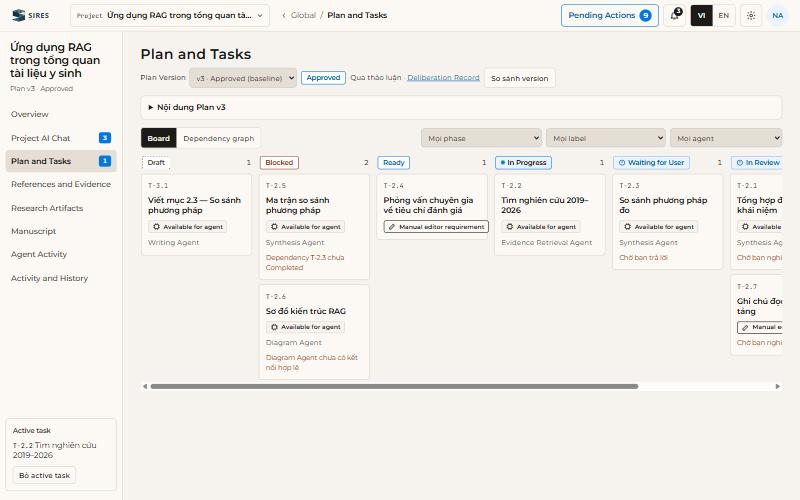 SIRES
Project Ứng dụng RAG trong tổng quan tà...
‹ Global / Plan and Tasks
Pending Actions 9
3
VI EN
NA
Ứng dụng RAG
trong tổng quan
tài liệu y sinh
Plan v3 · Approved
Overview
Project AI Chat 3
Plan and Tasks 1
References and Evidence
Research Artifacts
Manuscript
Agent Activity
Activity and History
Active task
T-2.2 Tìm nghiên cứu
2019–2026
Bỏ active task
Plan and Tasks
Plan Version v3 · Approved (baseline) Approved Qua thảo luận · Deliberation Record So sánh version
▶ Nội dung Plan v3
Board Dependency graph
Mọi phase Mọi label Mọi agent
Draft 1
T-3.1
Viết mục 2.3 — So sánh
phương pháp
Available for agent
Writing Agent
Blocked 2
T-2.5
Ma trận so sánh
phương pháp
Available for agent
Synthesis Agent
Dependency T-2.3 chưa
Completed
T-2.6
Sơ đồ kiến trúc RAG
Available for agent
Diagram Agent
Diagram Agent chưa có kết
nối hợp lệ
Ready 1
T-2.4
Phỏng vấn chuyên gia
về tiêu chí đánh giá
Manual editor requirement
In Progress 1
T-2.2
Tìm nghiên cứu 2019–
2026
Available for agent
Evidence Retrieval Agent
Waiting for User 1
T-2.3
So sánh phương pháp
đo
Available for agent
Synthesis Agent
Chờ bạn trả lời
In Review
T-2.1
Tổng hợp đ
khái niệm
Available
Synthesis A
Chờ bạn ngh
T-2.7
Ghi chú đọ
tảng
Manual e
Chờ bạn ngh